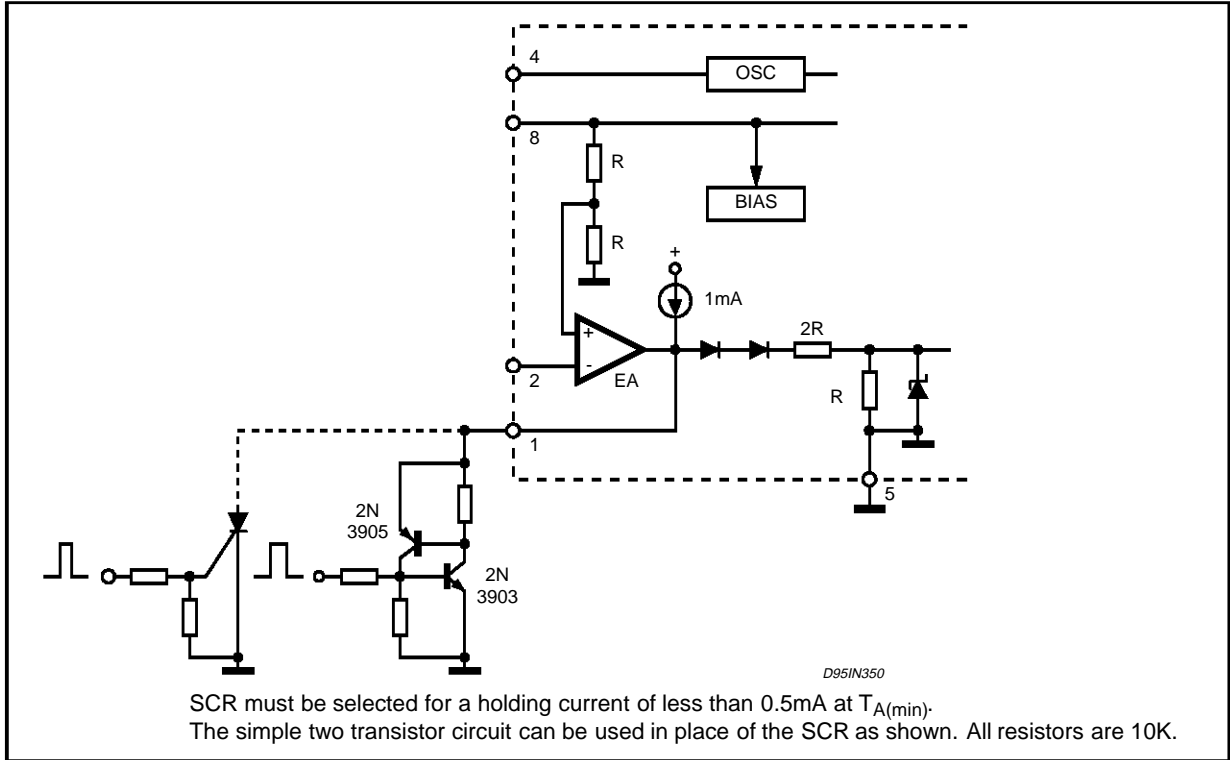 4
OSC
8
R
BIAS
R
+
1mA
2R
+
-
EA
2
R
1
5
2N
3905
2N
3903
D95IN350
SCR must be selected for a holding current of less than 0.5mA at TA(min).
The simple two transistor circuit can be used in place of the SCR as shown. All resistors are 10K.